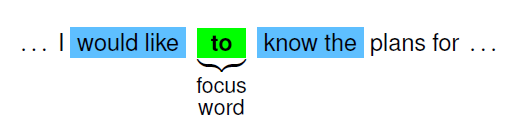 ... I would like to know the plans for ...
focus
word